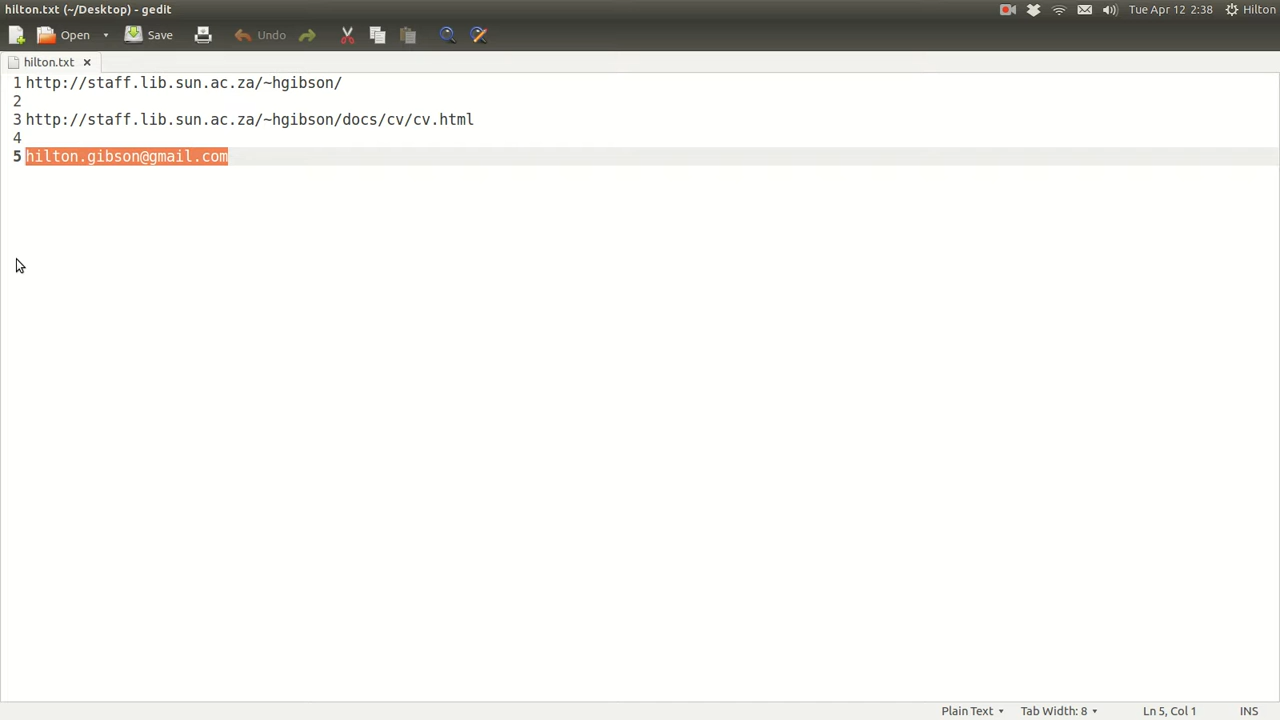 hilton.txt (~/Desktop) - gedit
Tue Apr 12 2:38 Hilton
Open Save Undo
hilton.txt
1 http://staff.lib.sun.ac.za/~hgibson/
2
3 http://staff.lib.sun.ac.za/~hgibson/docs/cv/cv.html
4
5 hilton.gibson@gmail.com
Plain Text Tab Width: 8 Ln 5, Col 1 INS